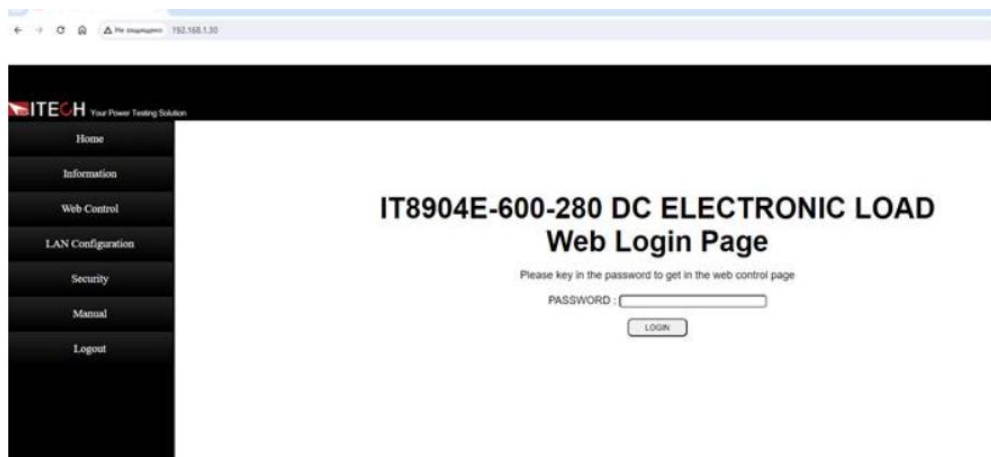 Не защищено 192.168.1.30
ITECH Your Power Testing Solution
Home
Information
Web Control
LAN Configuration
Security
Manual
Logout
IT8904E-600-280 DC ELECTRONIC LOAD
Web Login Page
Please key in the password to get in the web control page
PASSWORD :
LOGIN